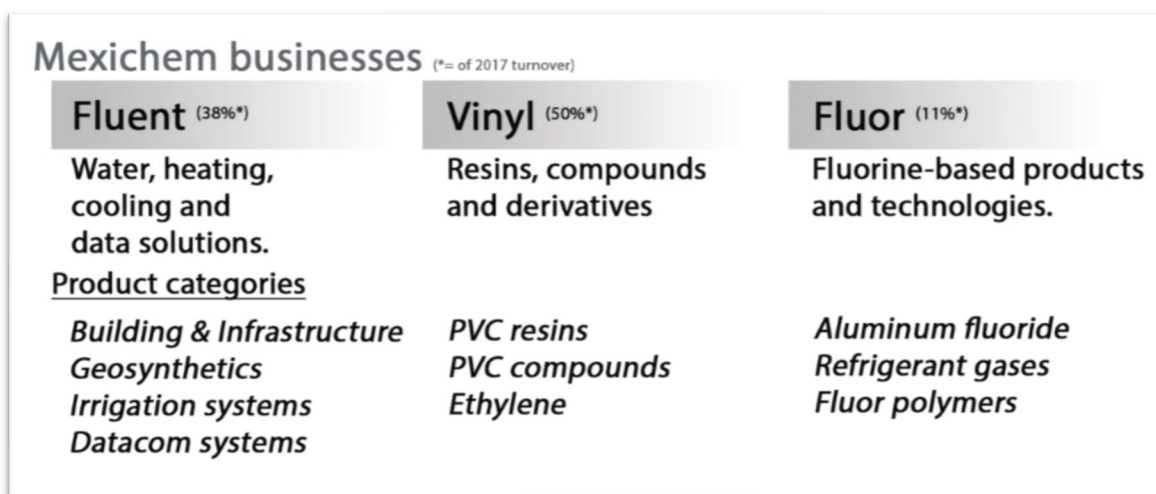 Mexichem businesses (*= of 2017 turnover)
Fluent (38%*)
Water, heating,
cooling and
data solutions.
Vinyl (50%*)
Resins, compounds
and derivatives
Fluor (11%*)
Fluorine-based products
and technologies.
Product categories
Building & Infrastructure
Geosynthetics
Irrigation systems
Datacom systems
PVC resins
PVC compounds
Ethylene
Aluminum fluoride
Refrigerant gases
Fluor polymers